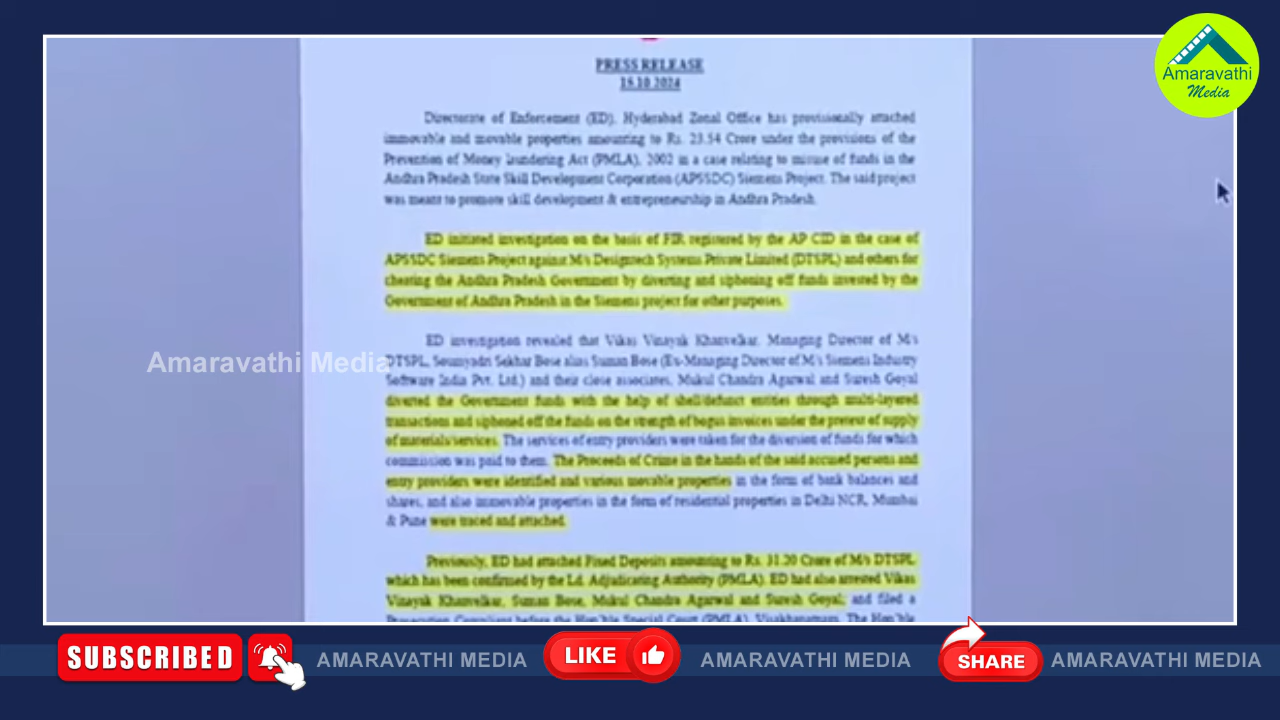 Amaravathi
Media
PRESS RELEASE
15.10.2024
Directorate of Enforcement (ED), Hyderabad Zonal Office has provisionally attached
immovable and movable properties amounting to Rs. 23.54 Crore under the provisions of the
Prevention of Money laundering Act (PMLA), 2002 in a case relating to misuse of funds in the
Andhra Pradesh State Skill Development Corporation (APSSDC) Siemens Project. The said project
was meant to promote skill development & entrepreneurship in Andhra Pradesh.
ED initiated investigation on the basis of FIR registered by the AP CID in the case of
APSSDC Siemens Project against M/s Designtech Systems Private Limited (DTSPL) and others for
cheating the Andhra Pradesh Government by diverting and siphoning off funds invested by the
Government of Andhra Pradesh in the Siemens project for other purposes.
ED investigation revealed that Vikas Vinayak Khanvelkar, Managing Director of M/s
DTSPL, Soumyadri Sekhar Bose alias Suman Bose (Ex-Managing Director of M/s Siemens Industry
Software India Pvt. Ltd.) and their close associates, Mukul Chandra Agarwal and Suresh Goyal
diverted the Government funds with the help of shell/defunct entities through multi-layered
transactions and siphoned off the funds on the strength of bogus invoices under the pretext of supply
of materials/services. The services of entry providers were taken for the diversion of funds for which
commission was paid to them. The Proceeds of Crime in the hands of the said accused persons and
entry providers were identified and various movable properties in the form of bank balances and
shares, and also immovable properties in the form of residential properties in Delhi NCR, Mumbai
& Pune were traced and attached.
Previously, ED had attached Fixed Deposits amounting to Rs. 31.20 Crore of M/s DTSPL
which has been confirmed by the Ld. Adjudicating Authority (PMLA). ED had also arrested Vikas
Vinayak Khanvelkar, Suman Bose, Mukul Chandra Agarwal and Suresh Goyal; and filed a
Prosecution Complaint before the Hon'ble Special Court (PMLA), Visakhapatnam. The Hon'ble
Amaravathi Media
SUBSCRIBED AMARAVATHI MEDIA LIKE AMARAVATHI MEDIA SHARE AMARAVATHI MEDIA